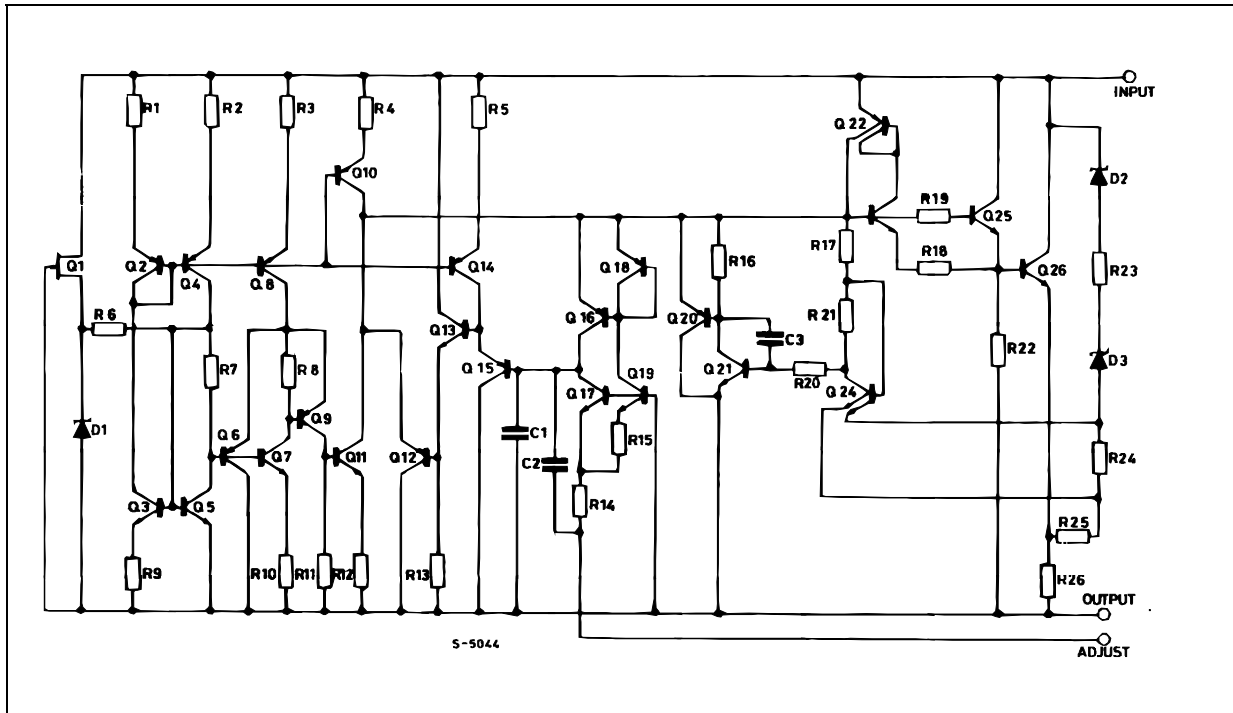 INPUT
R1 R2 R3 R4 R5
Q22
Q10
D2
R19 Q25
R17
R16
R18 Q26
Q1 Q2 Q4 Q8 Q14 Q18
R23
R6 Q13 Q16 Q20 C3 R21
R22
R7 R8 Q15 Q21 R20 Q24 D3
Q17 Q19
D1 Q6 Q9 C1 R15
Q7 Q11 Q12 C2 R24
Q3 Q5 R14
R25
R9 R10 R11 R12 R13 R26
OUTPUT
S-5044
ADJUST